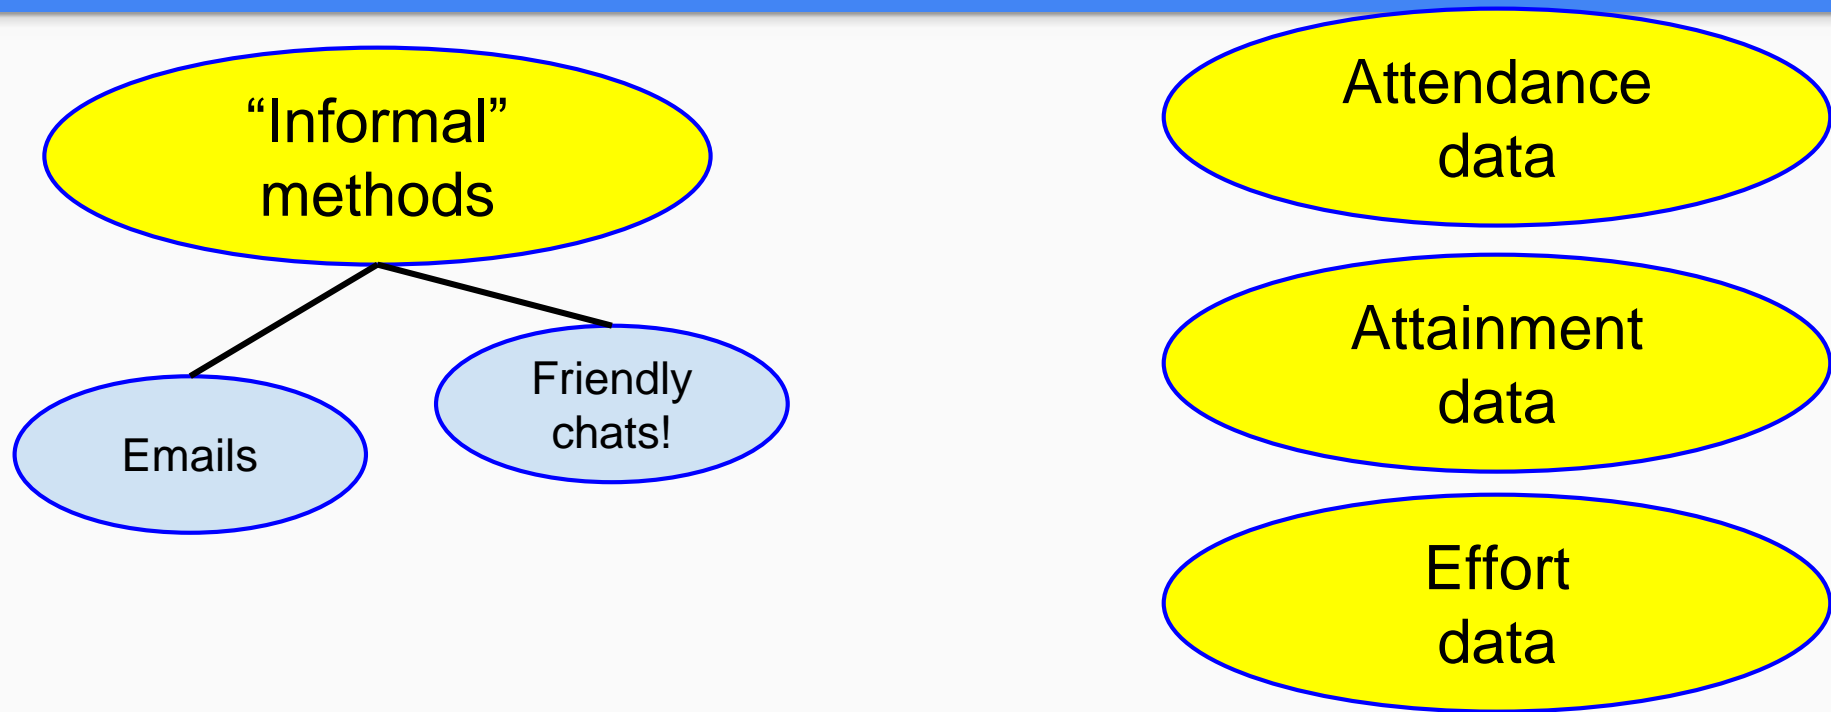 “Informal”
methods
Emails
Friendly
chats!
Attendance
data
Attainment
data
Effort
data